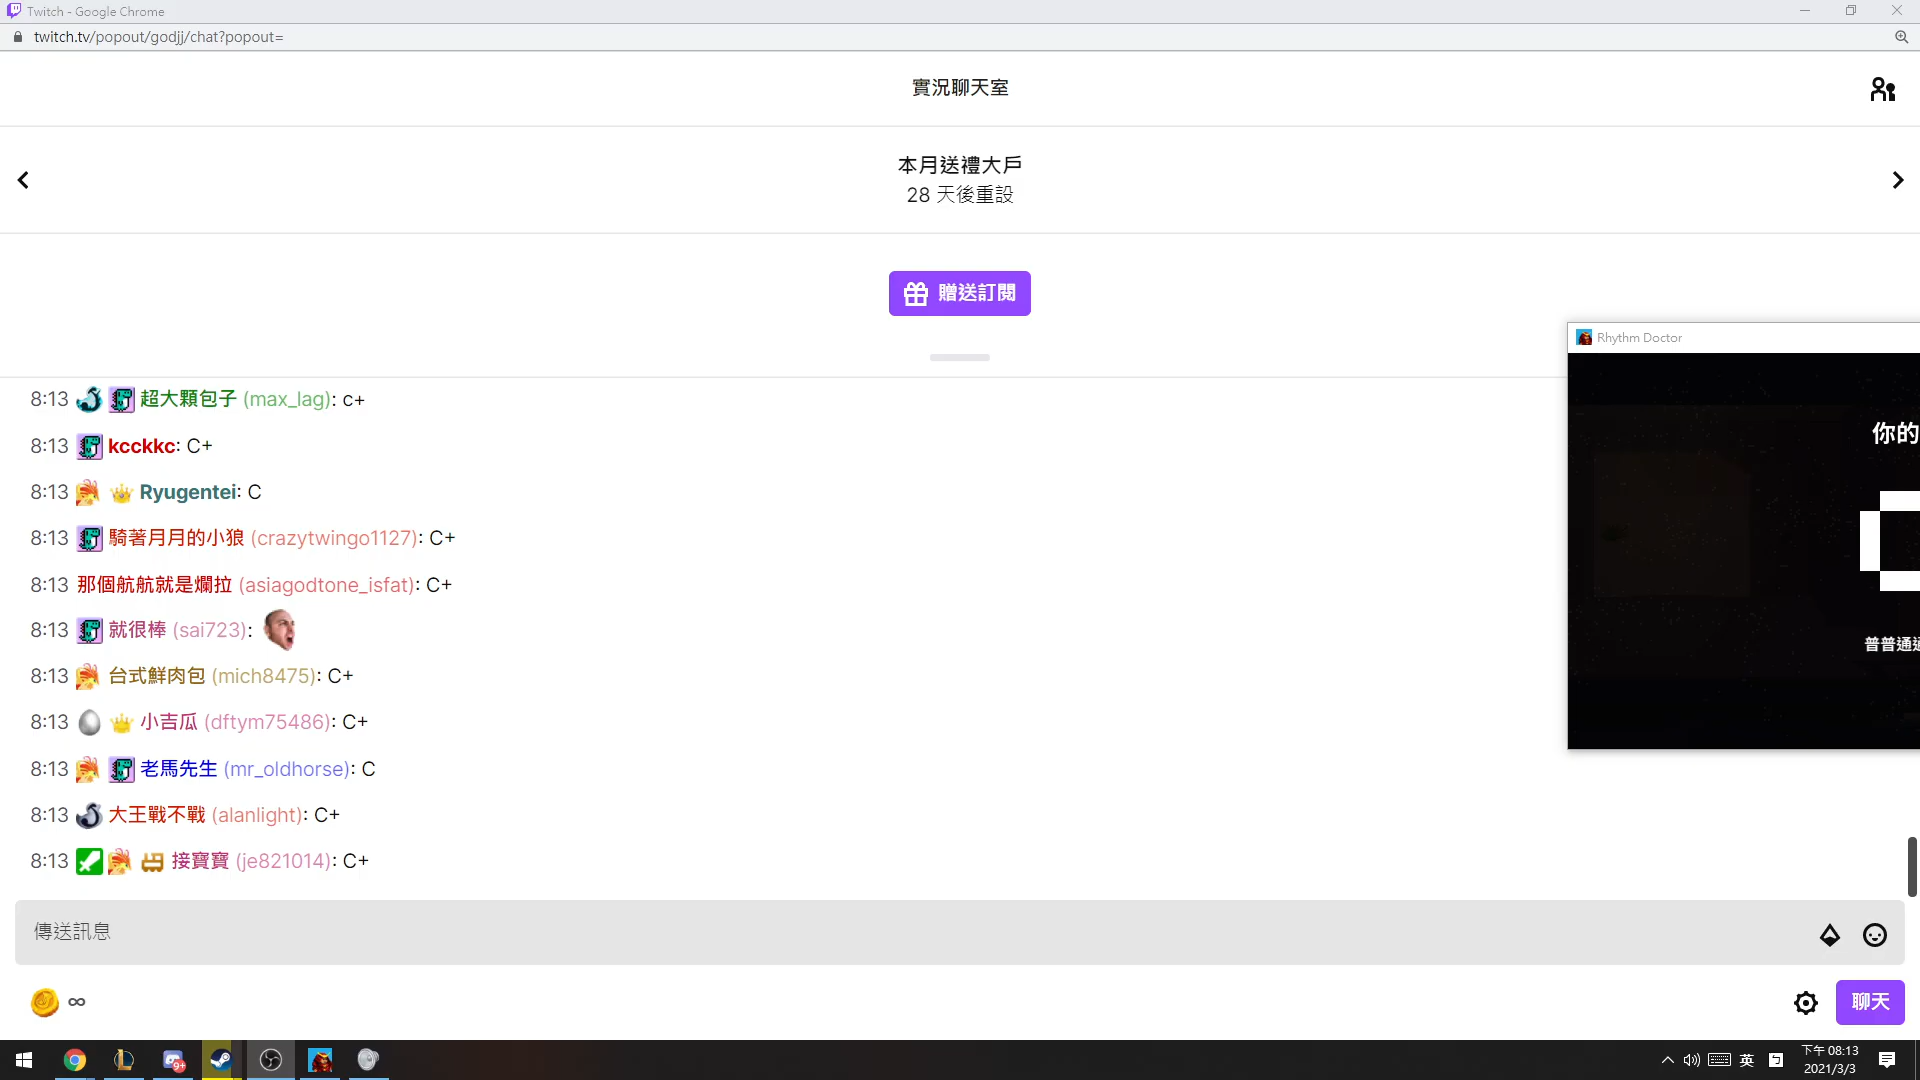 Twitch - Google Chrome
twitch.tv/popout/godjj/chat?popout=
實況聊天室
本月送禮大戶
28 天後重設
贈送訂閱
Rhythm Doctor
你的
普普通通
8:13 超大顆包子 (max_lag): c+
8:13 kcckkc: C+
8:13 Ryugentei: C
8:13 騎著月月的小狼 (crazytwingo1127): C+
8:13 那個航航就是爛拉 (asiagodtone_isfat): C+
8:13 就很棒 (sai723):
8:13 台式鮮肉包 (mich8475): C+
8:13 小吉瓜 (dftym75486): C+
8:13 老馬先生 (mr_oldhorse): C
8:13 大王戰不戰 (alanlight): C+
8:13 接寶寶 (je821014): C+
傳送訊息
∞
聊天
9+
英
下午 08:13
2021/3/3